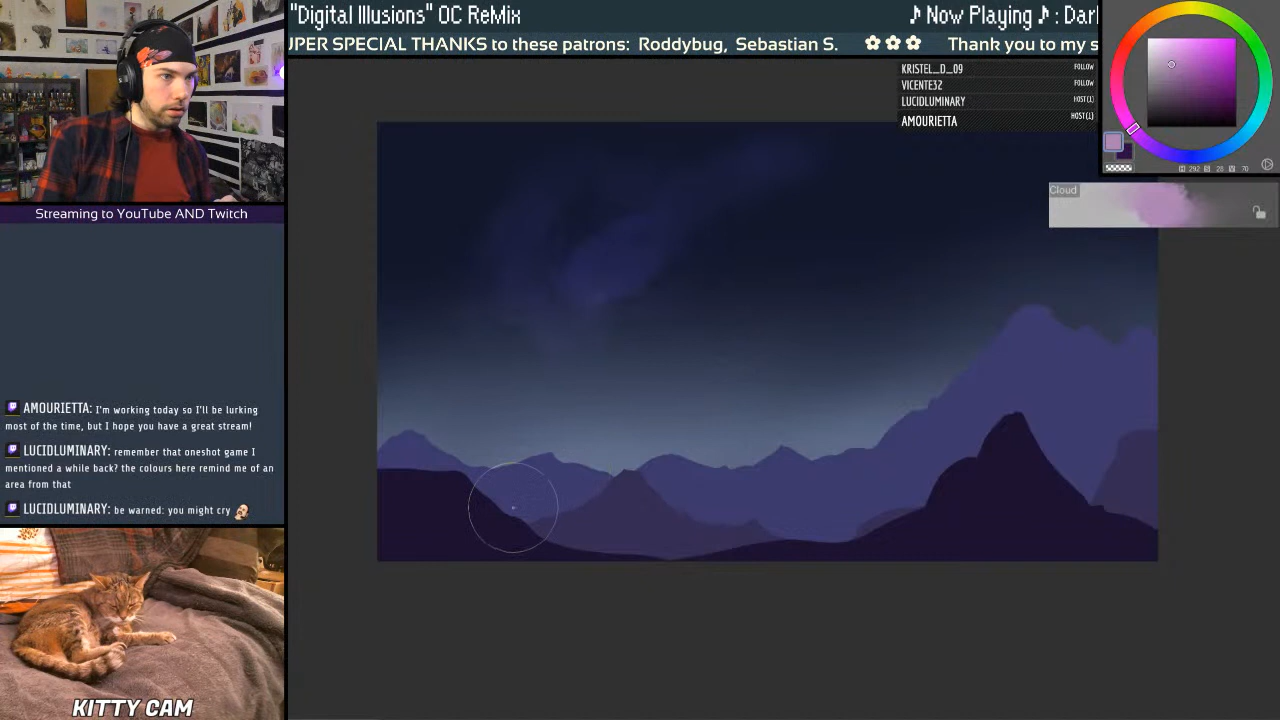 "Digital Illusions" OC ReMix
♪ Now Playing ♪ : Dar
UPER SPECIAL THANKS to these patrons: Roddybug, Sebastian S. ✿ ✿ ✿ Thank you to my s
KRISTEL_D_09 FOLLOW
VICENTE32 FOLLOW
LUCIDLUMINARY HOST(1)
AMOURIETTA HOST(1)
292 28 70
Cloud
Streaming to YouTube AND Twitch
AMOURIETTA: I'm working today so I'll be lurking
most of the time, but I hope you have a great stream!
LUCIDLUMINARY: remember that oneshot game I
mentioned a while back? the colours here remind me of an
area from that
LUCIDLUMINARY: be warned: you might cry
KITTY CAM